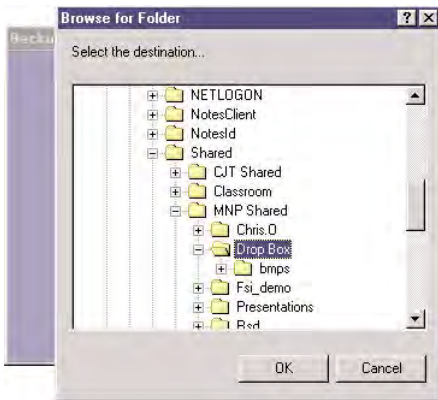 Browse for Folder
Backu
Select the destination...
NETLOGON
NotesClient
NotesId
Shared
CJT Shared
Classroom
MNP Shared
Chris.O
Drop Box
bmps
Fsi_demo
Presentations
Rsd
OK
Cancel